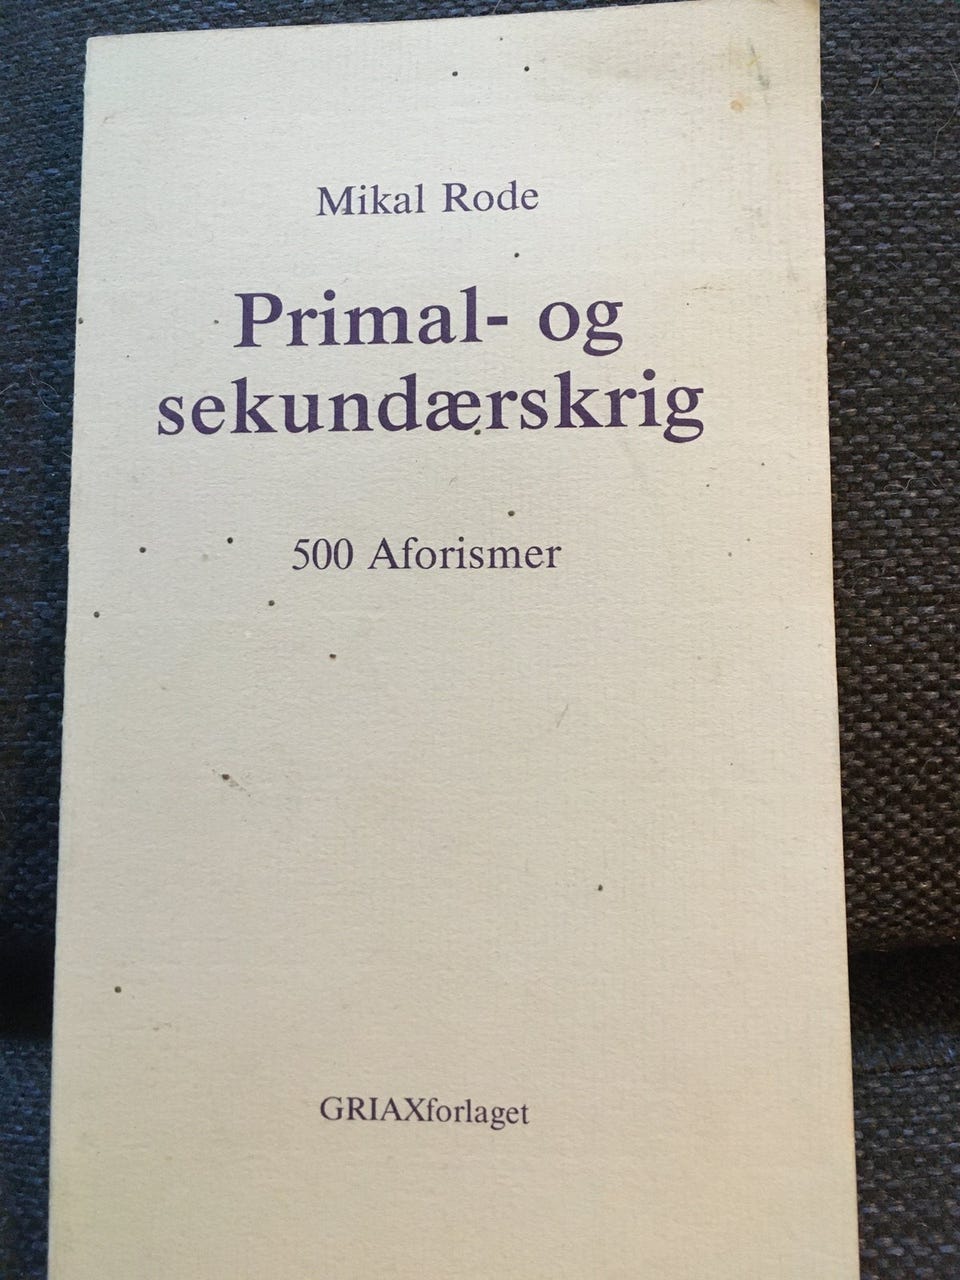 Mikal Rode
Primal- og
sekundærskrig
500 Aforismer
GRIAXforlaget